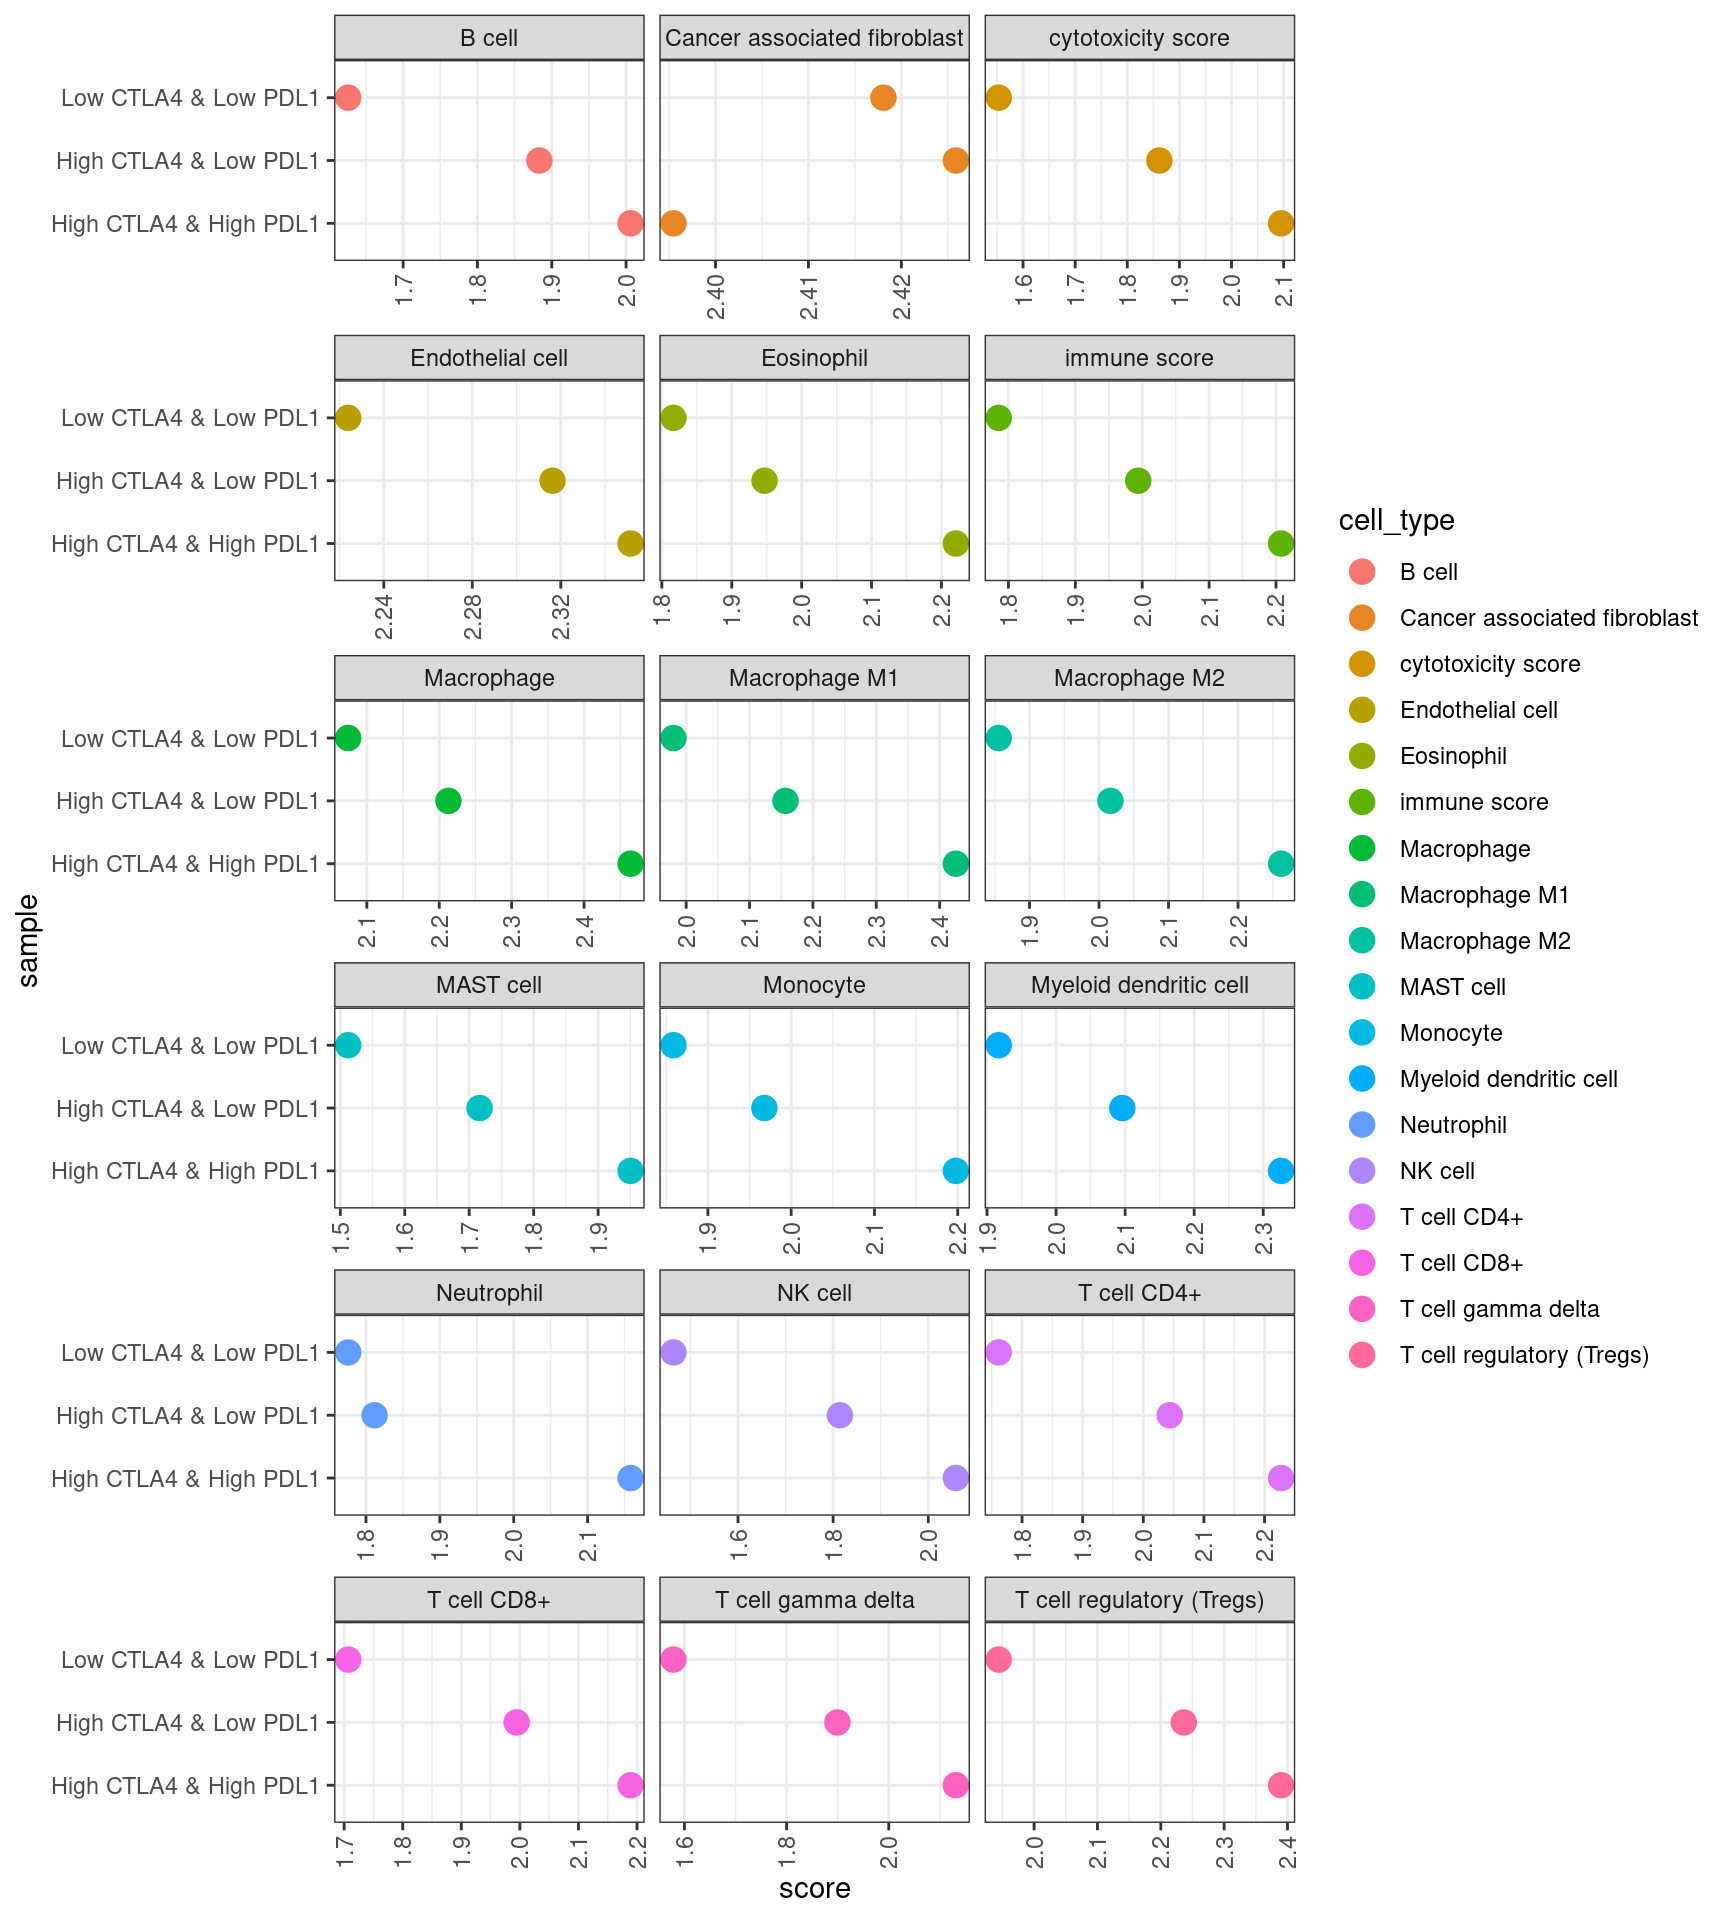 B cell
Cancer associated fibroblast
cytotoxicity score
Low CTLA4 & Low PDL1
High CTLA4 & Low PDL1
High CTLA4 & High PDL1
1.7 1.8 1.9 2.0
2.40 2.41 2.42
1.6 1.7 1.8 1.9 2.0 2.1
Endothelial cell
Eosinophil
immune score
Low CTLA4 & Low PDL1
High CTLA4 & Low PDL1
High CTLA4 & High PDL1
2.24 2.28 2.32
1.8 1.9 2.0 2.1 2.2
1.8 1.9 2.0 2.1 2.2
Macrophage
Macrophage M1
Macrophage M2
Low CTLA4 & Low PDL1
High CTLA4 & Low PDL1
High CTLA4 & High PDL1
2.1 2.2 2.3 2.4
2.0 2.1 2.2 2.3 2.4
1.9 2.0 2.1 2.2
MAST cell
Monocyte
Myeloid dendritic cell
Low CTLA4 & Low PDL1
High CTLA4 & Low PDL1
High CTLA4 & High PDL1
1.5 1.6 1.7 1.8 1.9
1.9 2.0 2.1 2.2
1.9 2.0 2.1 2.2 2.3
Neutrophil
NK cell
T cell CD4+
Low CTLA4 & Low PDL1
High CTLA4 & Low PDL1
High CTLA4 & High PDL1
1.8 1.9 2.0 2.1
1.6 1.8 2.0
1.8 1.9 2.0 2.1 2.2
T cell CD8+
T cell gamma delta
T cell regulatory (Tregs)
Low CTLA4 & Low PDL1
High CTLA4 & Low PDL1
High CTLA4 & High PDL1
1.7 1.8 1.9 2.0 2.1 2.2
1.6 1.8 2.0
2.0 2.1 2.2 2.3 2.4
sample
score
cell_type
B cell
Cancer associated fibroblast
cytotoxicity score
Endothelial cell
Eosinophil
immune score
Macrophage
Macrophage M1
Macrophage M2
MAST cell
Monocyte
Myeloid dendritic cell
Neutrophil
NK cell
T cell CD4+
T cell CD8+
T cell gamma delta
T cell regulatory (Tregs)